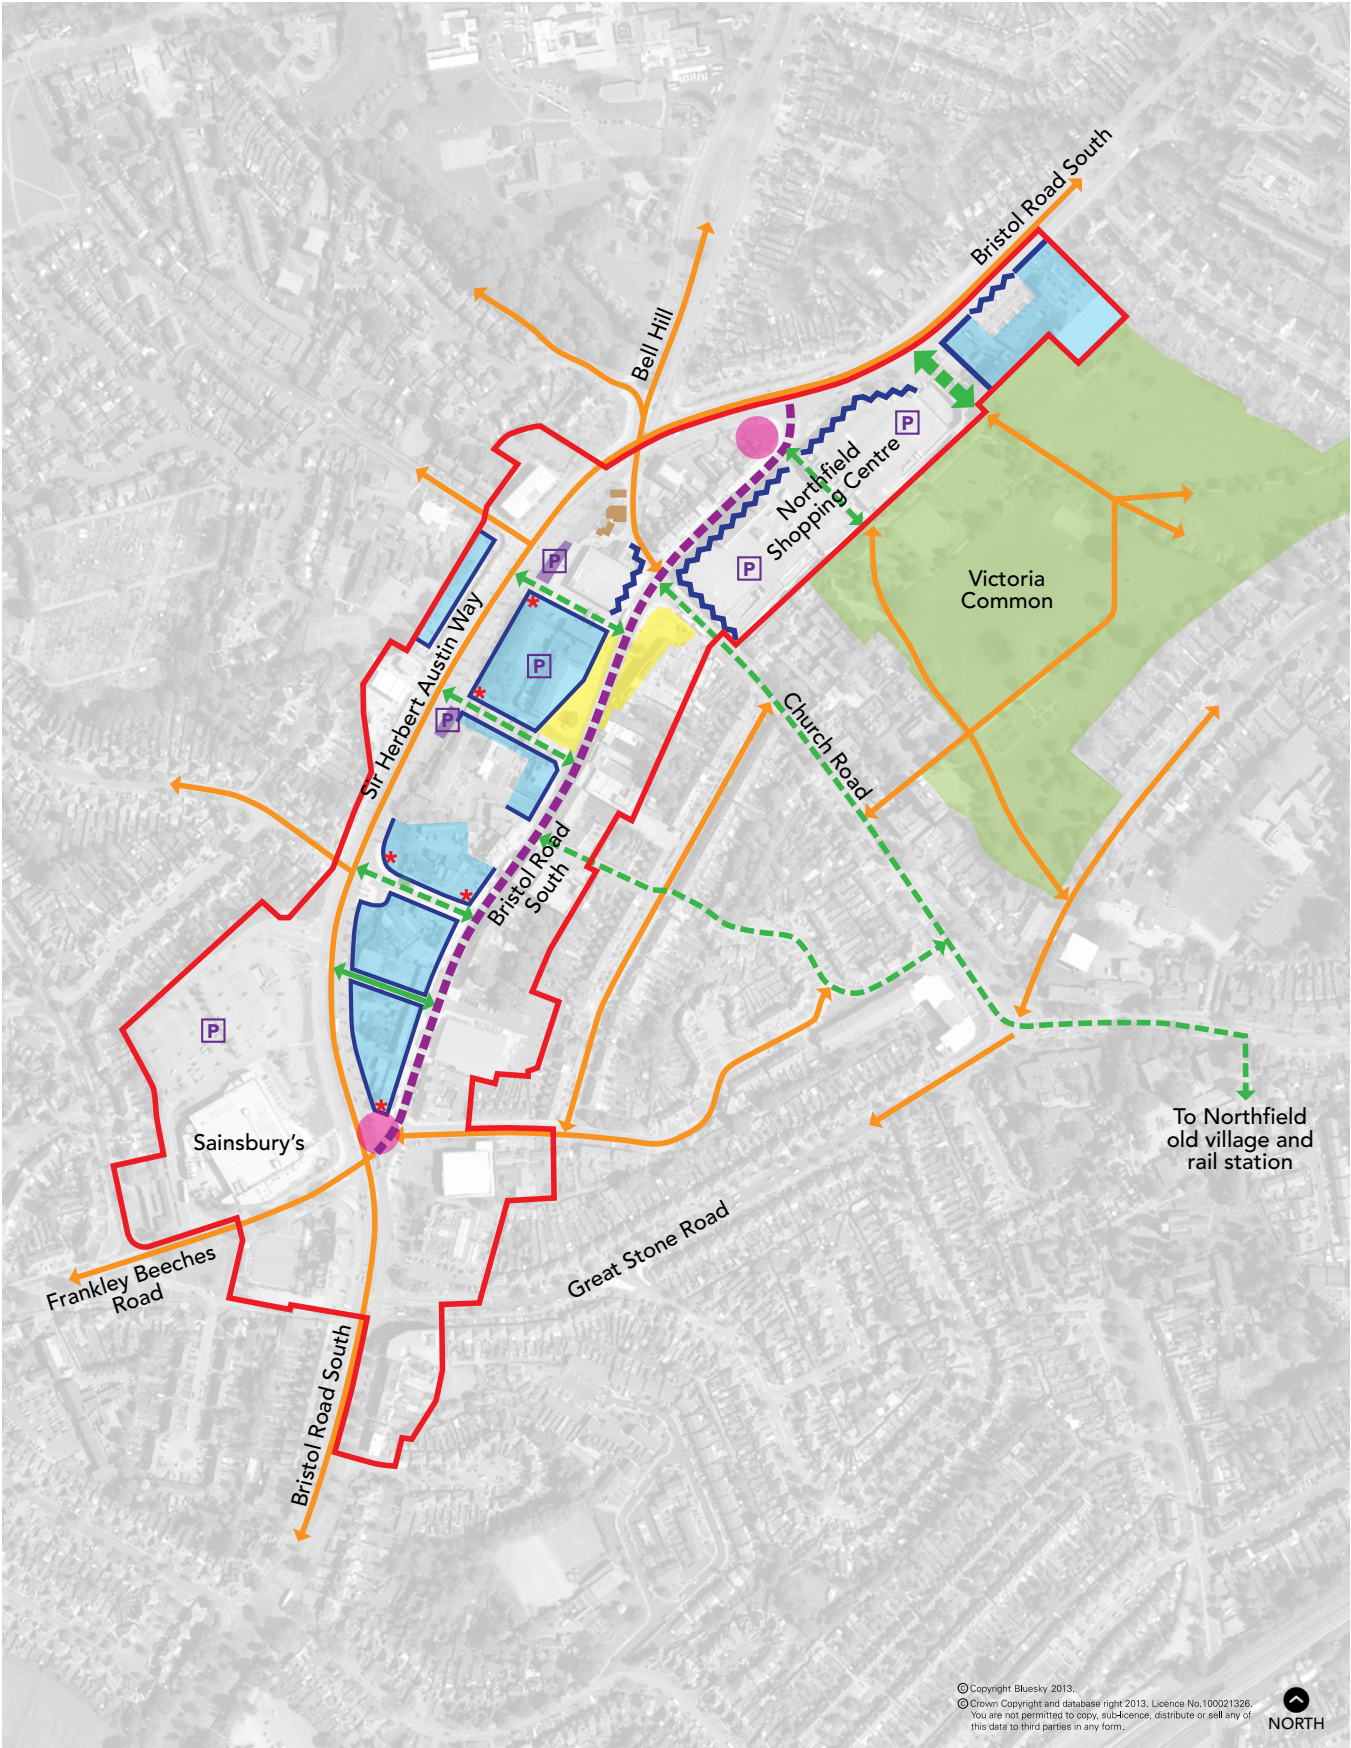 Bristol Road South
Bell Hill
P
Northfield
Shopping Centre
P
P
P
Victoria
Common
Sir Herbert Austin Way
P
P
Church Road
Bristol Road
South
P
Sainsbury's
To Northfield
old village and
rail station
Great Stone Road
Frankley Beeches
Road
Bristol Road South
© Copyright Bluesky 2013.
© Crown Copyright and database right 2013. Licence No.100021326.
You are not permitted to copy, sub-licence, distribute or sell any of
this data to third parties in any form.
NORTH